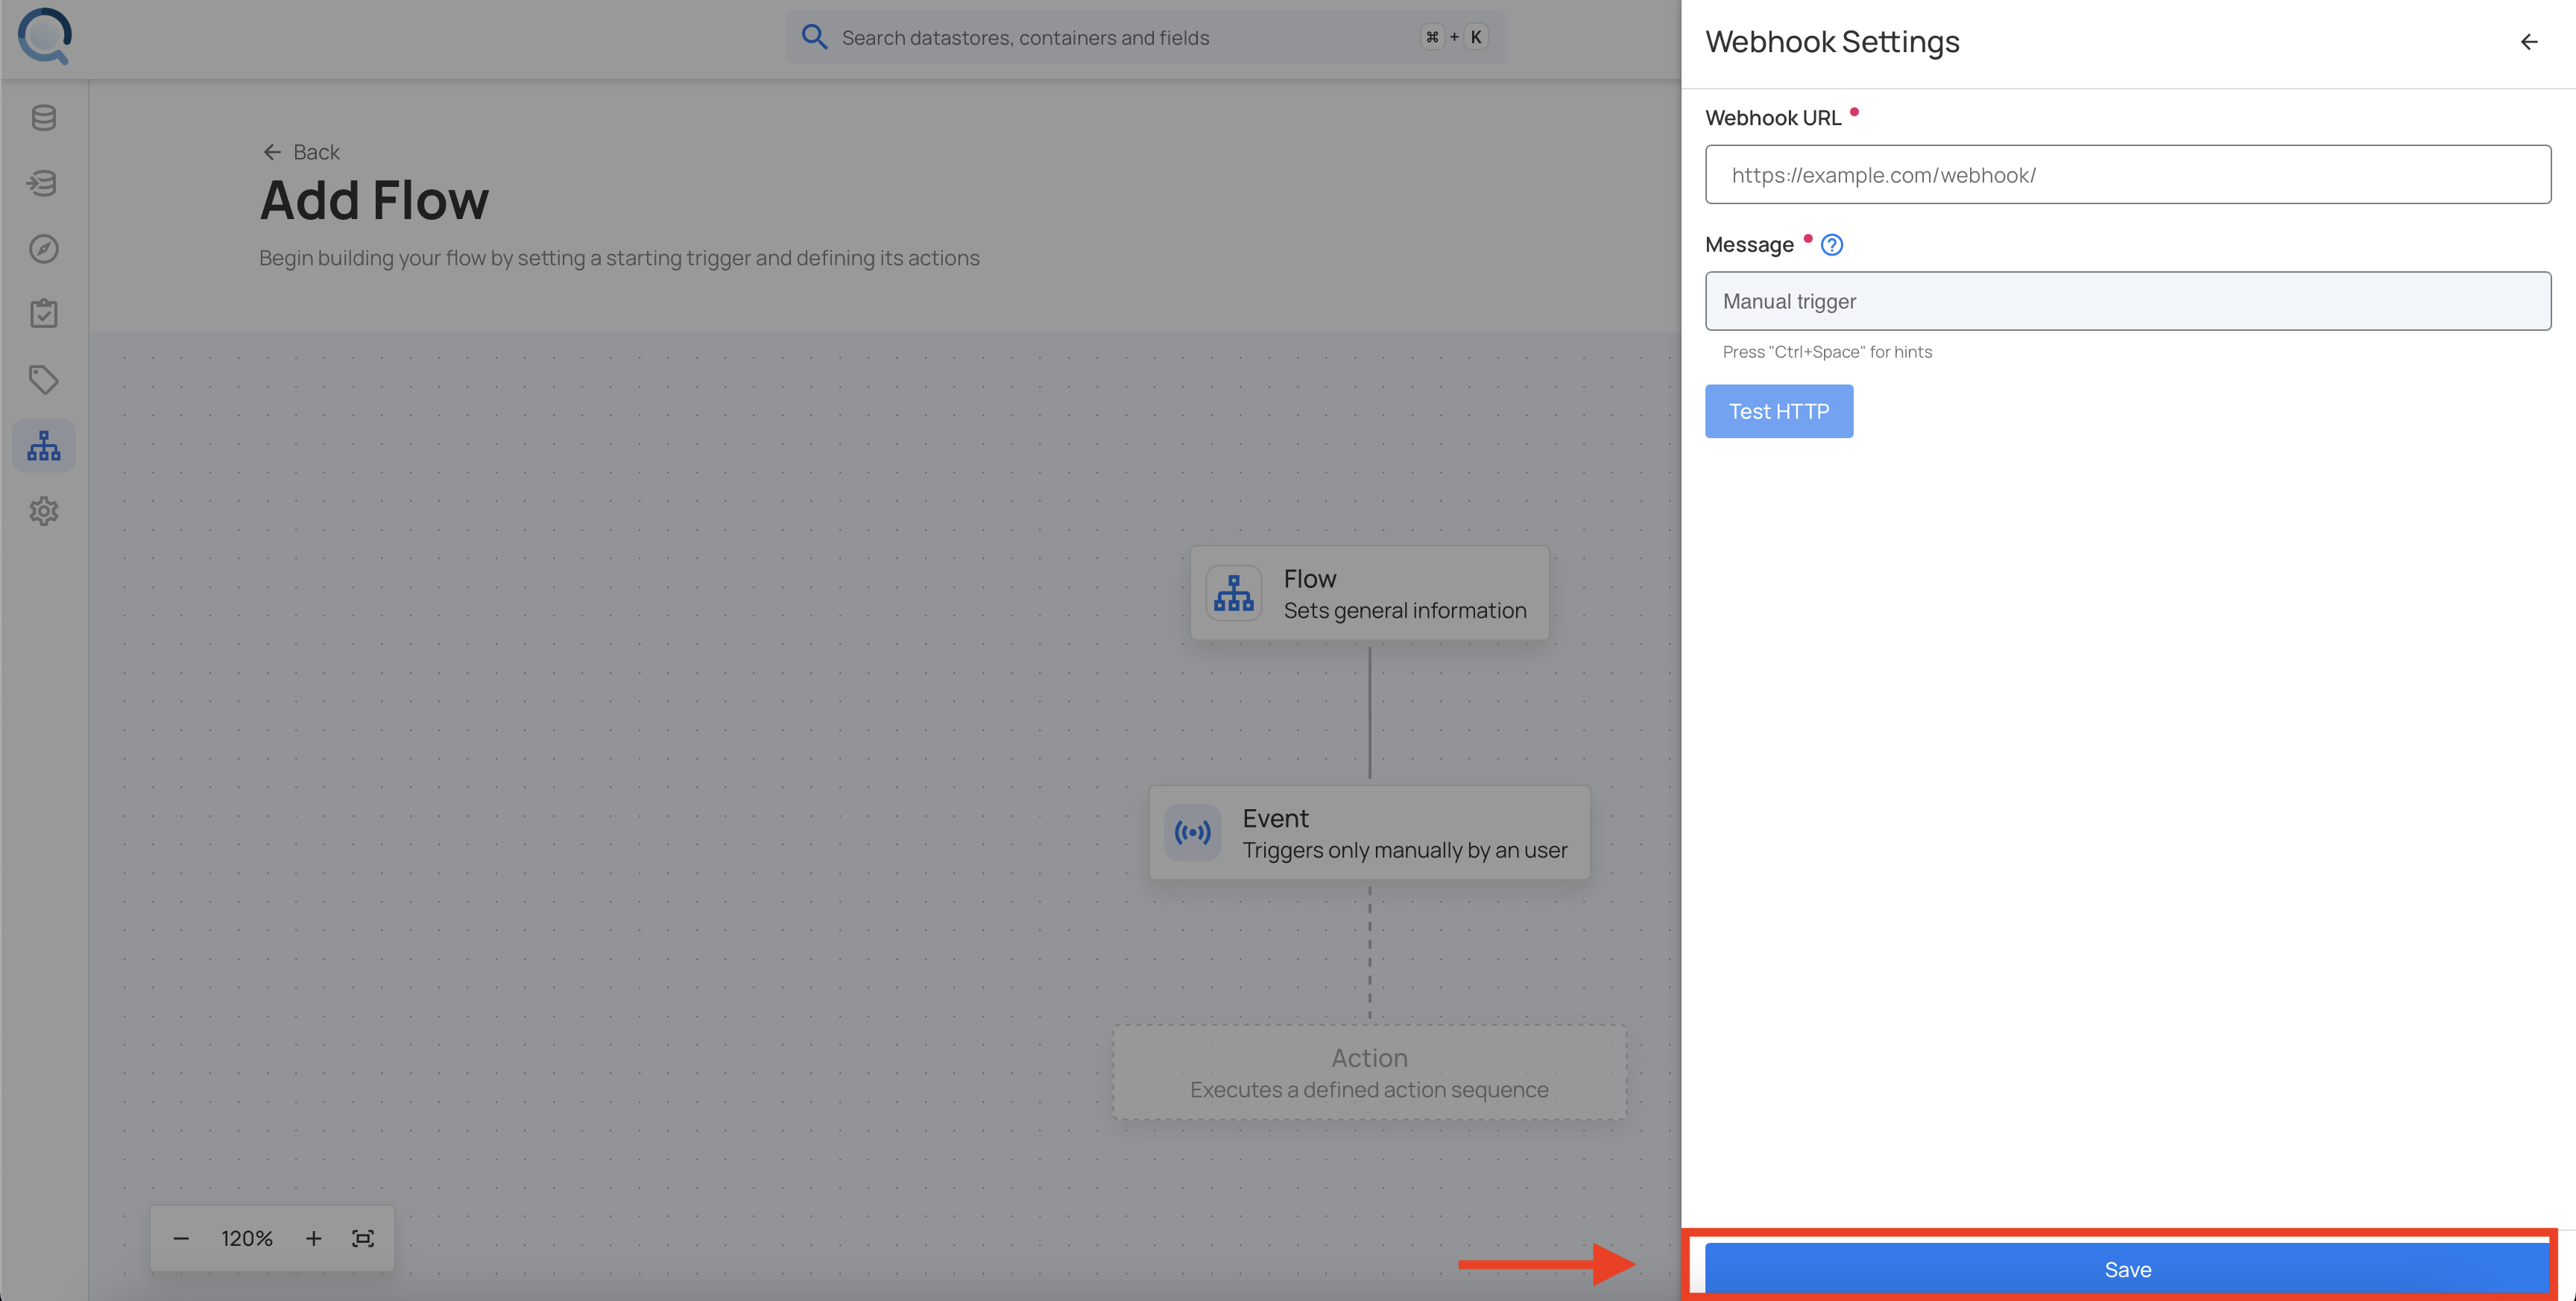 Search datastores, containers and fields
⌘ + K
Back
Add Flow
Begin building your flow by setting a starting trigger and defining its actions
Flow
Sets general information
Event
Triggers only manually by an user
Action
Executes a defined action sequence
120%
Webhook Settings
Webhook URL
https://example.com/webhook/
Message
Manual trigger
Press "Ctrl+Space" for hints
Test HTTP
Save